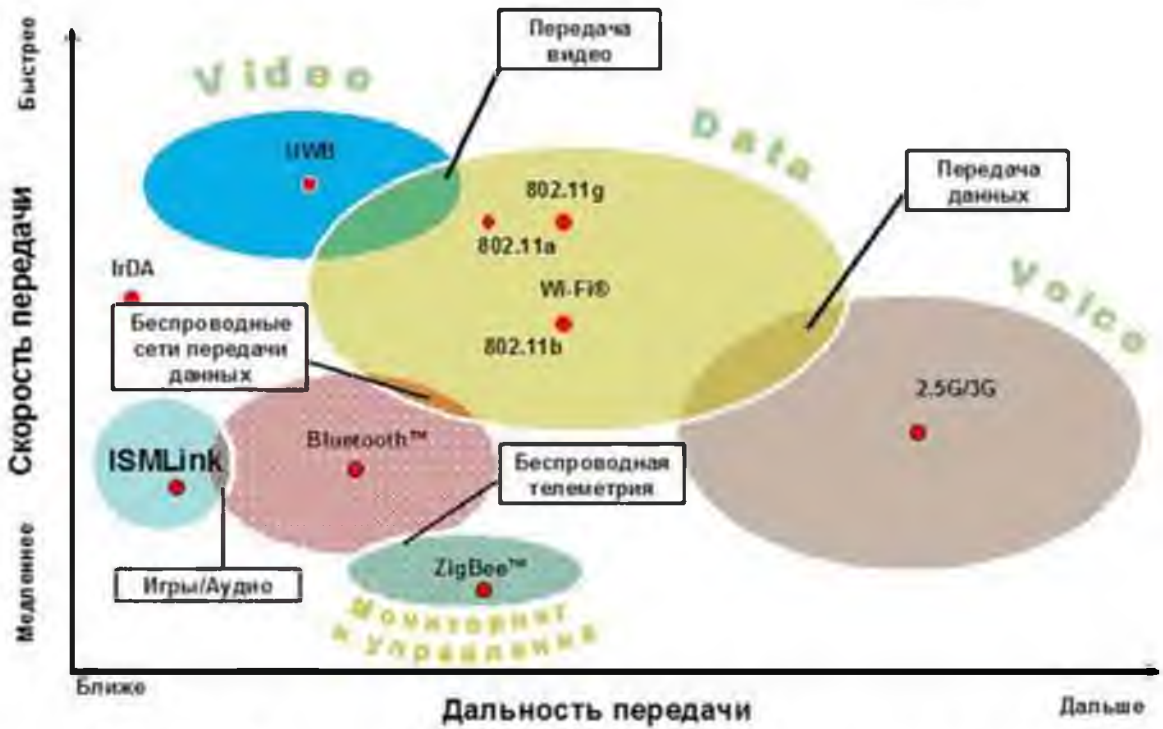 Быстрее
Скорость передачи
Медленнее
Передача
видео
Video
Data
UWB
802.11g
802.11a
Передача
данных
IrDA
Wi-Fi®
802.11b
Voice
Беспроводные
сети передачи
данных
2.5G/3G
ISMLink
Bluetooth™
Беспроводная
телеметрия
ZigBee™
Игры/Аудио
Мониторинг
и управления
Ближе
Дальность передачи
Дальше